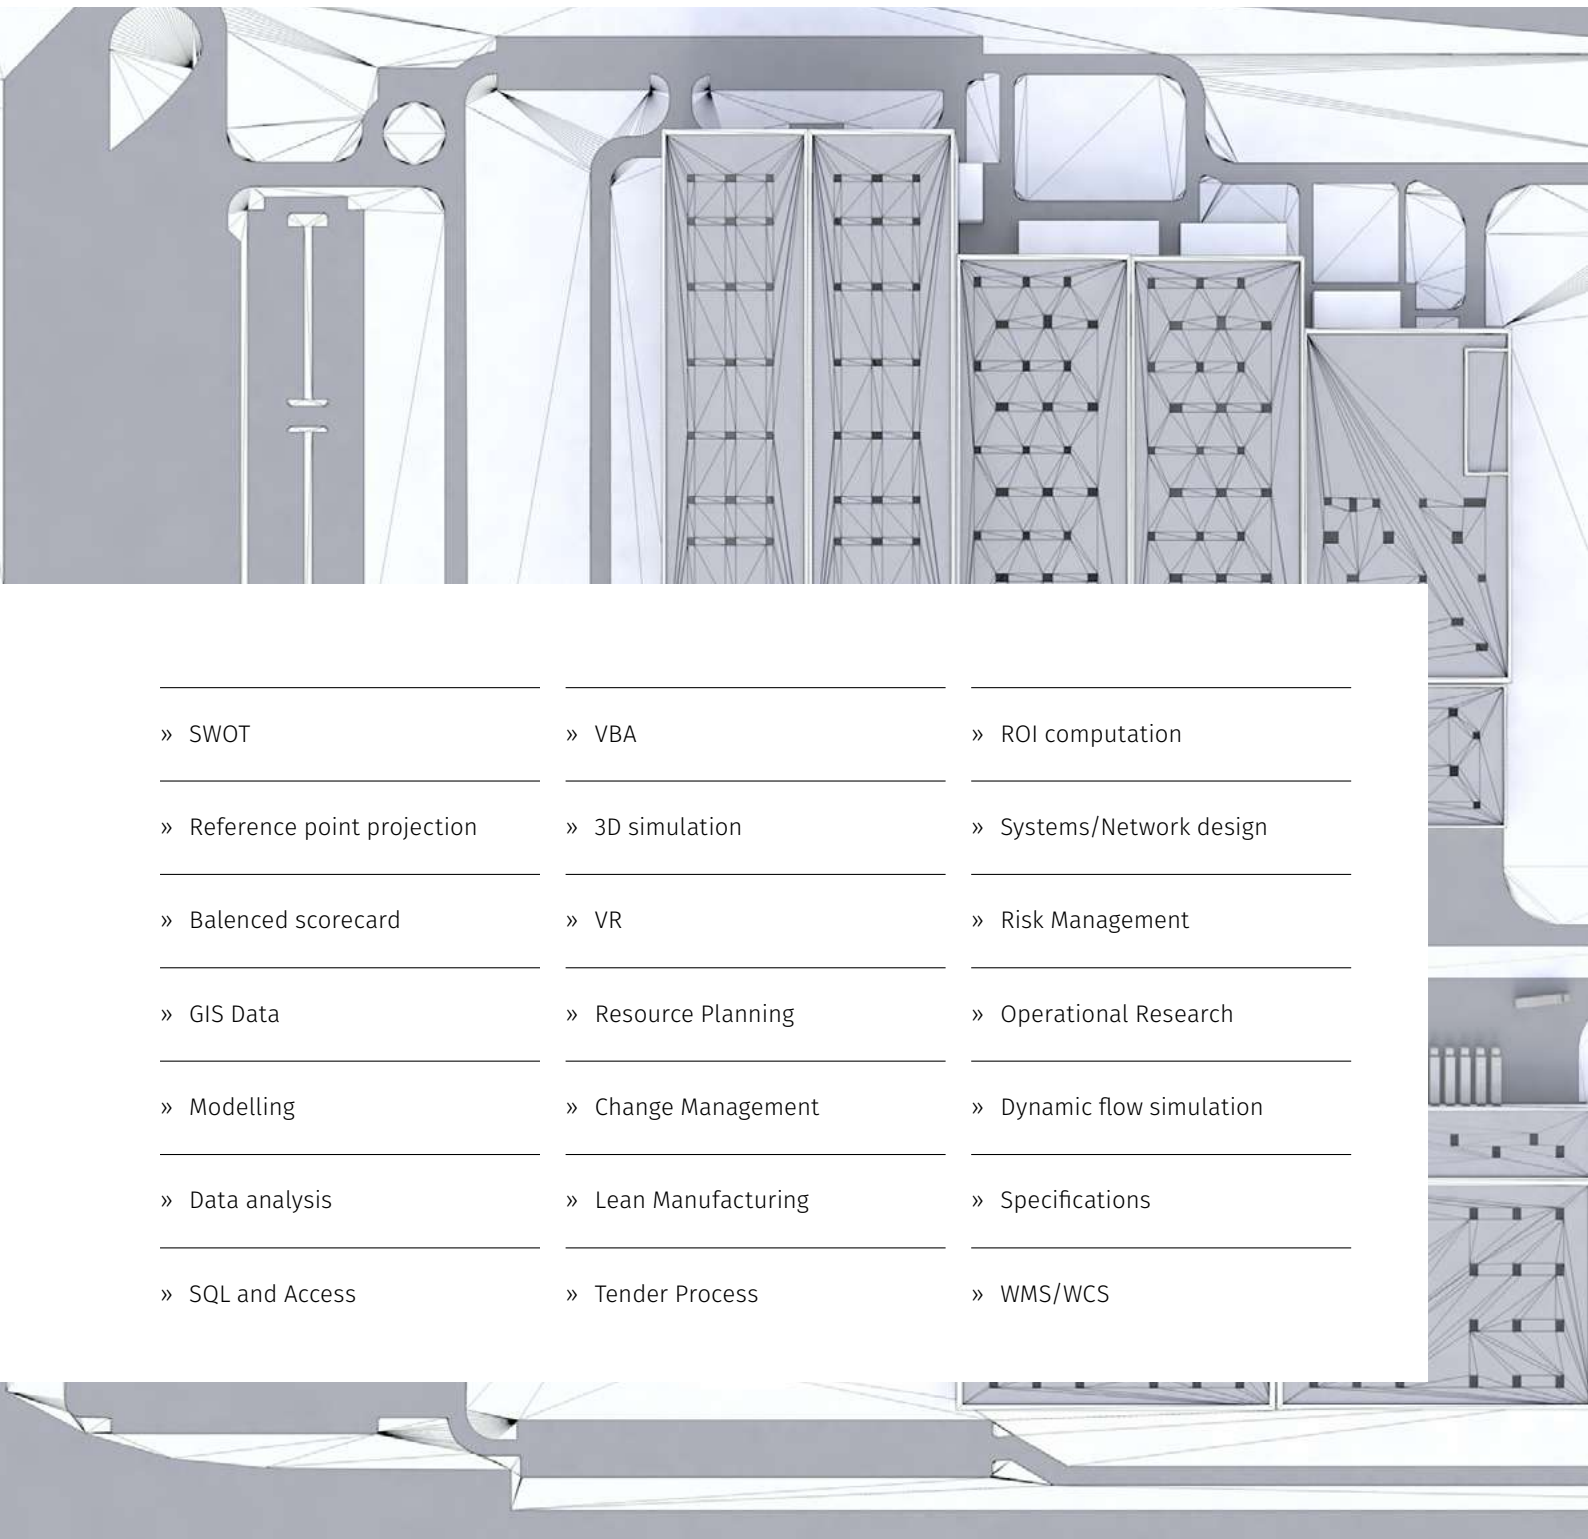 » SWOT
» Reference point projection
» Balenced scorecard
» GIS Data
» Modelling
» Data analysis
» SQL and Access
» VBA
» 3D simulation
» VR
» Resource Planning
» Change Management
» Lean Manufacturing
» Tender Process
» ROI computation
» Systems/Network design
» Risk Management
» Operational Research
» Dynamic flow simulation
» Specifications
» WMS/WCS